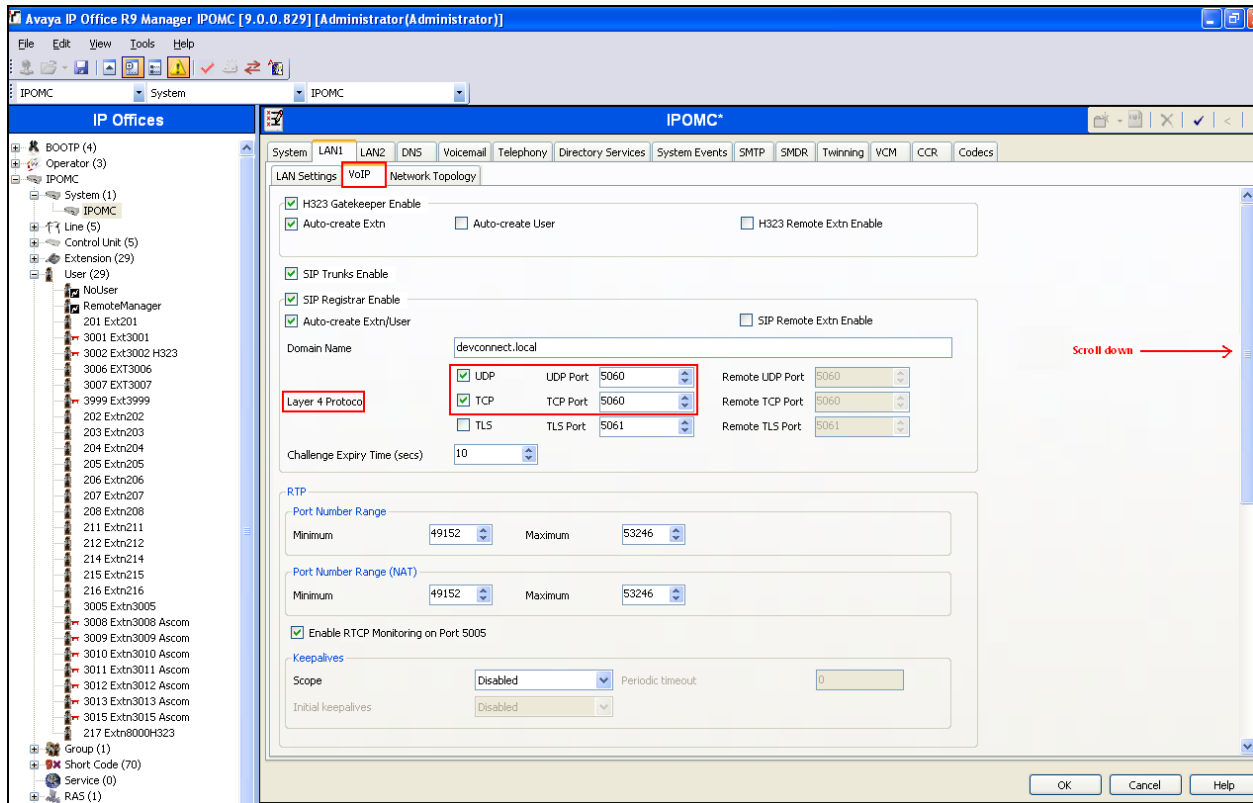 Avaya IP Office R9 Manager IPOMC [9.0.0.829] [Administrator(Administrator)]
File Edit View Tools Help
IPOMC System IPOMC
IP Offices
BOOTP (4)
Operator (3)
IPOMC
System (1)
IPOMC
Line (5)
Control Unit (5)
Extension (29)
User (29)
NoUser
RemoteManager
201 Ext201
3001 Ext3001
3002 Ext3002 H323
3006 EXT3006
3007 EXT3007
3999 Ext3999
202 Extn202
203 Extn203
204 Extn204
205 Extn205
206 Extn206
207 Extn207
208 Extn208
211 Extn211
212 Extn212
214 Extn214
215 Extn215
216 Extn216
3005 Extn3005
3008 Extn3008 Ascom
3009 Extn3009 Ascom
3010 Extn3010 Ascom
3011 Extn3011 Ascom
3012 Extn3012 Ascom
3013 Extn3013 Ascom
3015 Extn3015 Ascom
217 Extn8000H323
Group (1)
Short Code (70)
Service (0)
RAS (1)
IPOMC*
System LAN1 LAN2 DNS Voicemail Telephony Directory Services System Events SMTP SMDR Twinning VCM CCR Codecs
LAN Settings VoIP Network Topology
H323 Gatekeeper Enable
Auto-create Extn Auto-create User H323 Remote Extn Enable
SIP Trunks Enable
SIP Registrar Enable
Auto-create Extn/User SIP Remote Extn Enable
Domain Name devconnect.local
Scroll down
UDP UDP Port 5060 Remote UDP Port 5060
Layer 4 Protoco TCP TCP Port 5060 Remote TCP Port 5060
TLS TLS Port 5061 Remote TLS Port 5061
Challenge Expiry Time (secs) 10
RTP
Port Number Range
Minimum 49152 Maximum 53246
Port Number Range (NAT)
Minimum 49152 Maximum 53246
Enable RTCP Monitoring on Port 5005
Keepalives
Scope Disabled Periodic timeout 0
Initial keepalives Disabled
OK Cancel Help